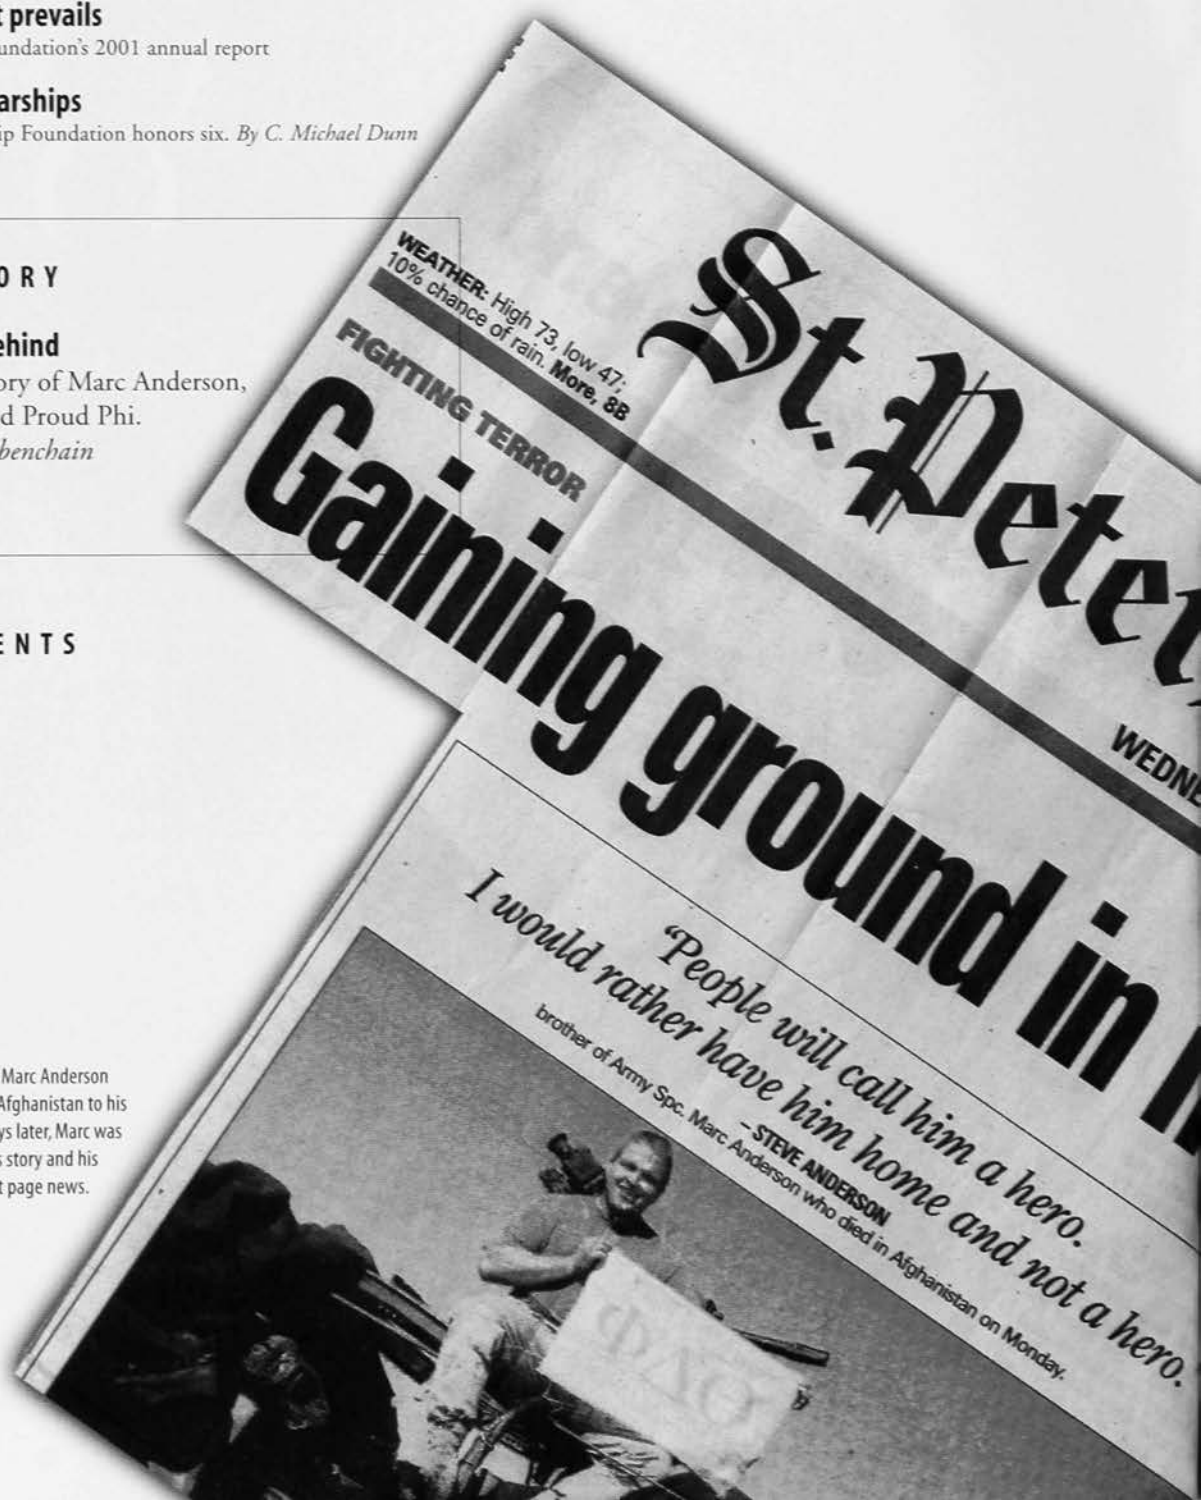 t prevails
undation's 2001 annual report
arships
ip Foundation honors six. By C. Michael Dunn
ORY
ehind
ory of Marc Anderson,
d Proud Phi.
benchain
ENTS
Marc Anderson
Afghanistan to his
ys later, Marc was
s story and his
t page news.
WEATHER: High 73, low 47;
10% chance of rain. More, 8B
St. Peter
WEDNE
FIGHTING TERROR
Gaining ground in
"People will call him a hero.
I would rather have him home and not a hero.
– STEVE ANDERSON
brother of Army Spc. Marc Anderson who died in Afghanistan on Monday.
ΦΔΘ